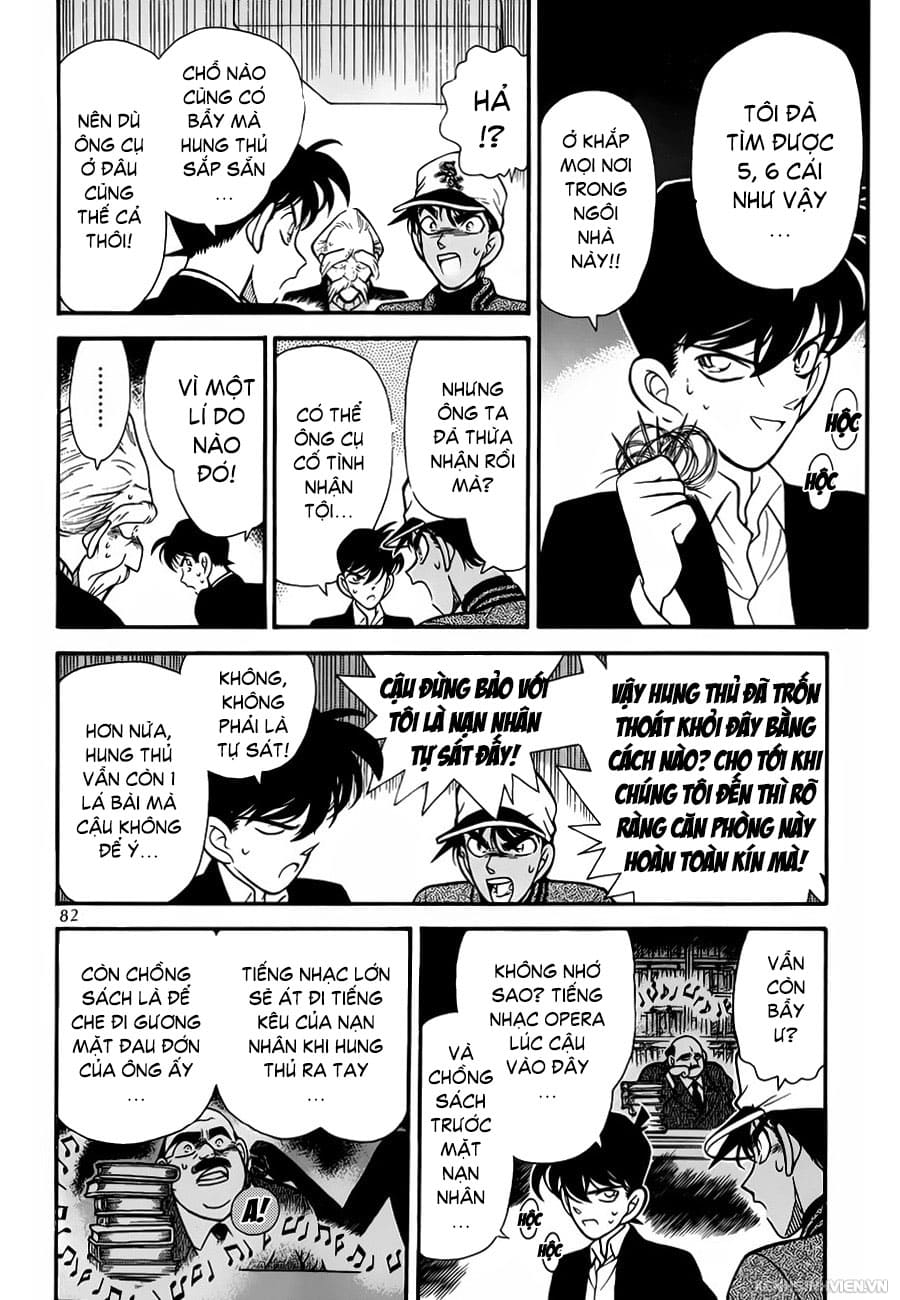 TÔI ĐÃ
TÌM ĐƯỢC
5, 6 CÁI
NHƯ VẬY
...
Ở KHẮP
MỌI NƠI
TRONG
NGÔI
NHÀ
NÀY!!
HỘC
HỘC
HẢ
!?
CHỖ NÀO
CŨNG CÓ
BẪY MÀ
HUNG THỦ
SẮP SẴN
...
NÊN DÙ
ÔNG CỤ
Ở ĐÂU
CŨNG
THẾ CẢ
THÔI!
NHƯNG
ÔNG TA
ĐÃ THỪA
NHẬN RỒI
MÀ?
CÓ THỂ
ÔNG CỤ
CỐ TÌNH
NHẬN
TỘI...
VÌ MỘT
LÍ DO
NÀO
ĐÓ!
.........
VẬY HUNG THỦ ĐÃ TRỐN
THOÁT KHỎI ĐÂY BẰNG
CÁCH NÀO? CHO TỚI KHI
CHÚNG TÔI ĐẾN THÌ RÕ
RÀNG CĂN PHÒNG NÀY
HOÀN TOÀN KÍN MÀ!
CẬU ĐỪNG BẢO VỚI
TÔI LÀ NẠN NHÂN
TỰ SÁT ĐẤY!
KHÔNG,
KHÔNG
PHẢI LÀ
TỰ SÁT!
HƠN NỮA,
HUNG THỦ
VẪN CÒN 1
LÁ BÀI MÀ
CẬU KHÔNG
ĐỂ Ý...
82
VẪN
CÒN
BẪY
Ư?
KHÔNG NHỚ
SAO? TIẾNG
NHẠC OPERA
LÚC CẬU
VÀO ĐÂY
...
VÀ
CHỒNG
SÁCH
TRƯỚC
MẶT
NẠN
NHÂN
...
HỘC
HỘC
TIẾNG NHẠC LỚN
SẼ ÁT ĐI TIẾNG
KÊU CỦA NẠN
NHÂN KHI HUNG
THỦ RA TAY
...
CÒN CHỒNG
SÁCH LÀ ĐỂ
CHE ĐI GƯƠNG
MẶT ĐAU ĐỚN
CỦA ÔNG ẤY
...
A!